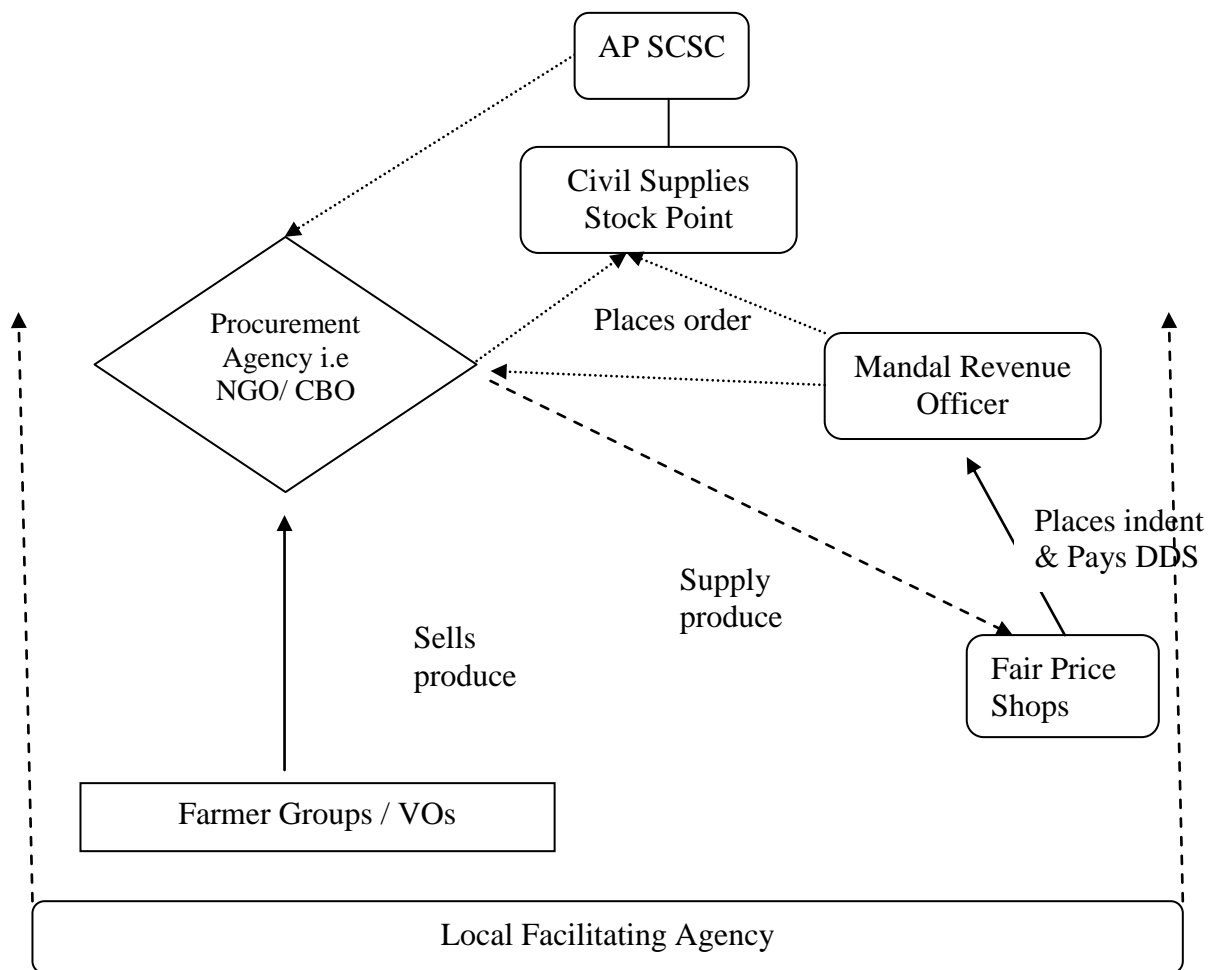 AP SCSC
Civil Supplies
Stock Point
Procurement
Agency i.e
NGO/ CBO
Places order
Mandal Revenue
Officer
Places indent
& Pays DDS
Supply
produce
Sells
produce
Fair Price
Shops
Farmer Groups / VOs
Local Facilitating Agency